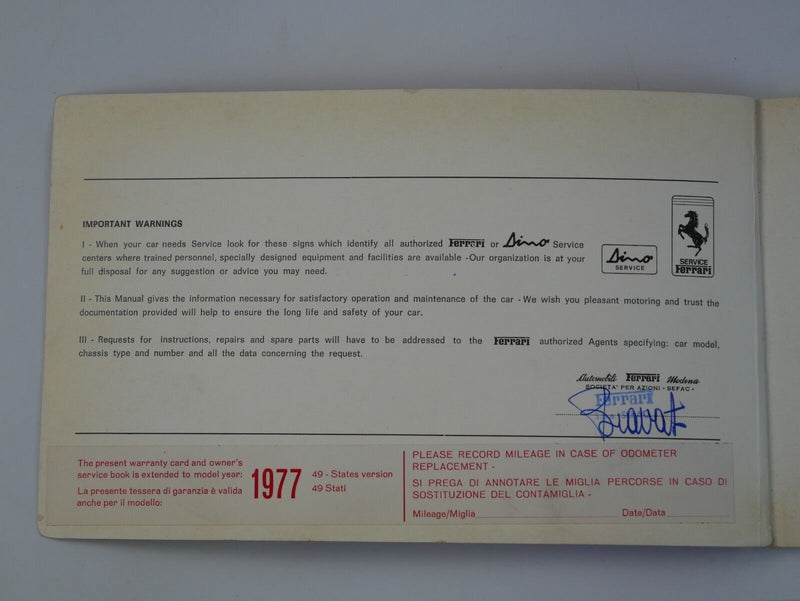 IMPORTANT WARNINGS
I - When your car needs Service look for these signs which identify all authorized Ferrari or Dino Service
centers where trained personnel, specially designed equipment and facilities are available - Our organization is at your
full disposal for any suggestion or advice you may need.
Dino
SERVICE
SERVICE
Ferrari
II - This Manual gives the information necessary for satisfactory operation and maintenance of the car - We wish you pleasant motoring and trust the
documentation provided will help to ensure the long life and safety of your car.
III - Requests for instructions, repairs and spare parts will have to be addressed to the Ferrari authorized Agents specifying: car model,
chassis type and number and all the data concerning the request.
Automobili Ferrari Modena
SOCIETA' PER AZIONI - SEFAC -
Ferrari
The present warranty card and owner's
service book is extended to model year:
La presente tessera di garanzia è valida
anche per il modello:
1977
49 - States version
49 Stati
PLEASE RECORD MILEAGE IN CASE OF ODOMETER
REPLACEMENT -
SI PREGA DI ANNOTARE LE MIGLIA PERCORSE IN CASO DI
SOSTITUZIONE DEL CONTAMIGLIA -
Mileage/Miglia Date/Data